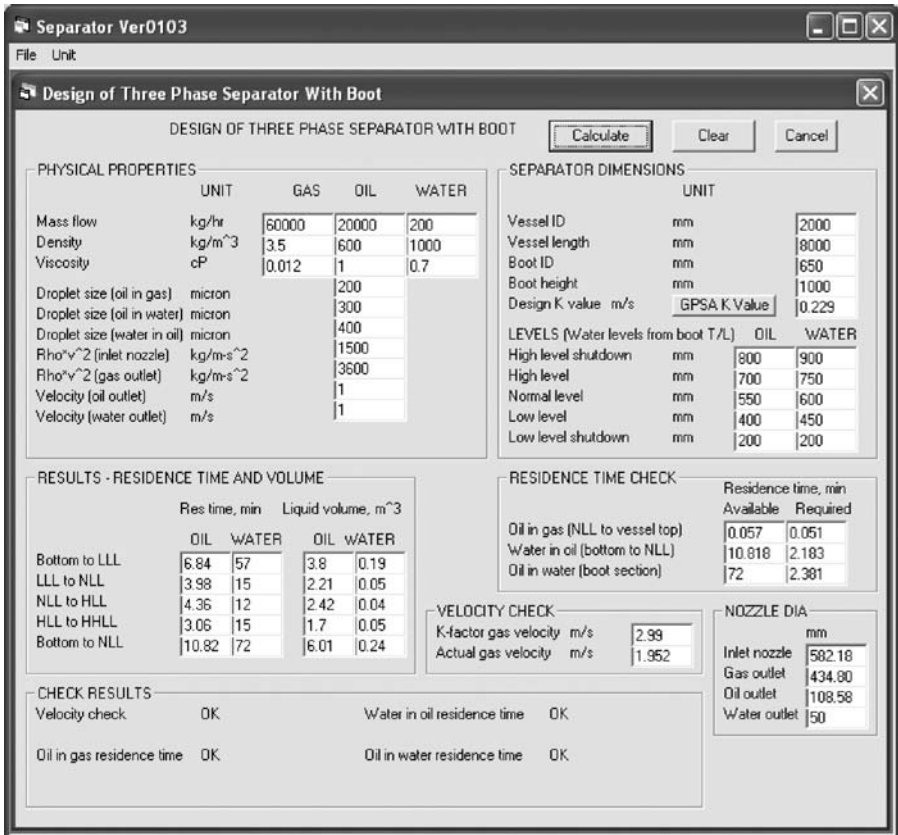 Separator Ver0103
File Unit
Design of Three Phase Separator With Boot
DESIGN OF THREE PHASE SEPARATOR WITH BOOT Calculate Clear Cancel
PHYSICAL PROPERTIES
UNIT GAS OIL WATER
Mass flow kg/hr 60000 20000 200
Density kg/m^3 3.5 600 1000
Viscosity cP 0.012 1 0.7
Droplet size (oil in gas) micron 200
Droplet size (oil in water) micron 300
Droplet size (water in oil) micron 400
Rho*v^2 (inlet nozzle) kg/m-s^2 1500
Rho*v^2 (gas outlet) kg/m-s^2 3600
Velocity (oil outlet) m/s 1
Velocity (water outlet) m/s 1
SEPARATOR DIMENSIONS
UNIT
Vessel ID mm 2000
Vessel length mm 8000
Boot ID mm 650
Boot height mm 1000
Design K value m/s GPSA K Value 0.229
LEVELS (Water levels from boot T/L) OIL WATER
High level shutdown mm 800 900
High level mm 700 750
Normal level mm 550 600
Low level mm 400 450
Low level shutdown mm 200 200
RESULTS - RESIDENCE TIME AND VOLUME
Res time, min Liquid volume, m^3
OIL WATER OIL WATER
Bottom to LLL 6.84 57 3.8 0.19
LLL to NLL 3.98 15 2.21 0.05
NLL to HLL 4.36 12 2.42 0.04
HLL to HHLL 3.06 15 1.7 0.05
Bottom to NLL 10.82 72 6.01 0.24
RESIDENCE TIME CHECK
Residence time, min
Available Required
Oil in gas (NLL to vessel top) 0.057 0.051
Water in oil (bottom to NLL) 10.818 2.183
Oil in water (boot section) 72 2.381
VELOCITY CHECK
K-factor gas velocity m/s 2.99
Actual gas velocity m/s 1.952
NOZZLE DIA
mm
Inlet nozzle 582.18
Gas outlet 434.80
Oil outlet 108.58
Water outlet 50
CHECK RESULTS
Velocity check OK Water in oil residence time OK
Oil in gas residence time OK Oil in water residence time OK